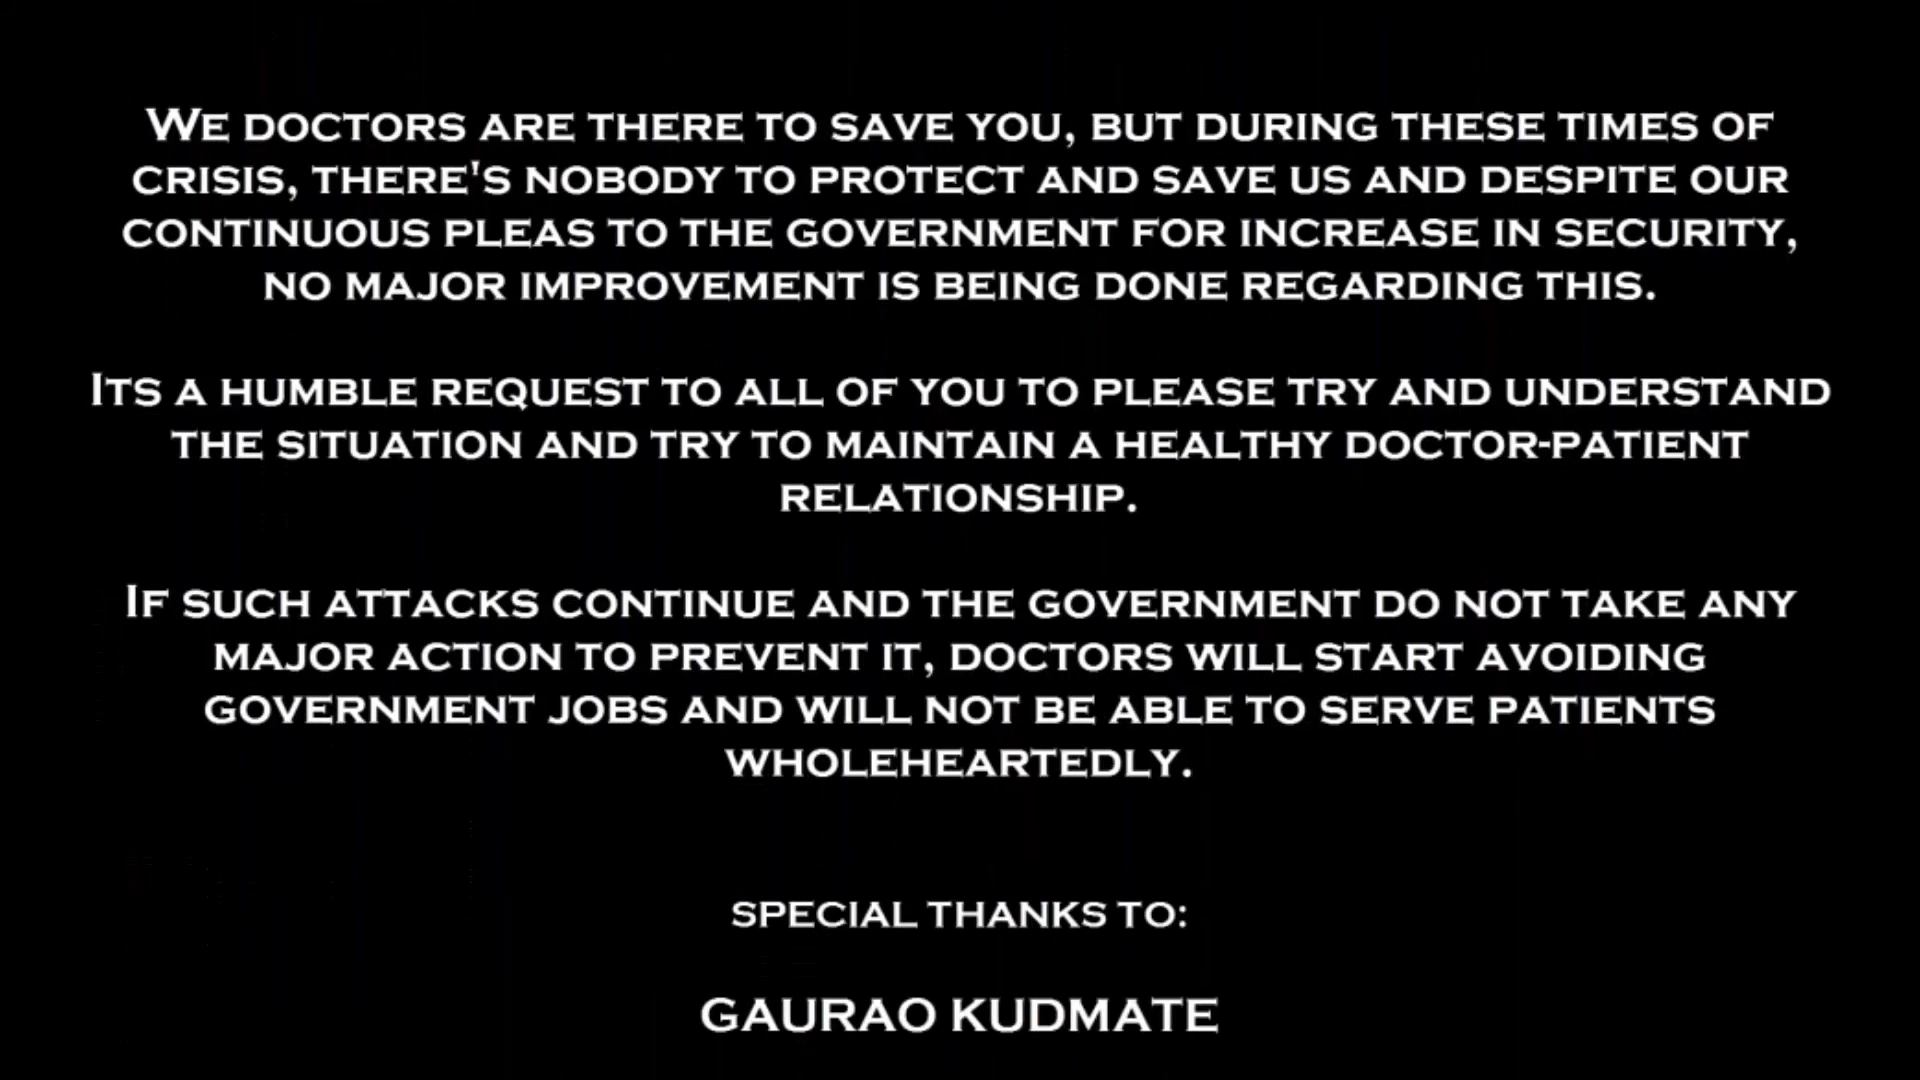 We doctors are there to save you, but during these times of
crisis, there's nobody to protect and save us and despite our
continuous pleas to the government for increase in security,
no major improvement is being done regarding this.
Its a humble request to all of you to please try and understand
the situation and try to maintain a healthy doctor-patient
relationship.
If such attacks continue and the government do not take any
major action to prevent it, doctors will start avoiding
government jobs and will not be able to serve patients
wholeheartedly.
special thanks to:
GAURAO KUDMATE